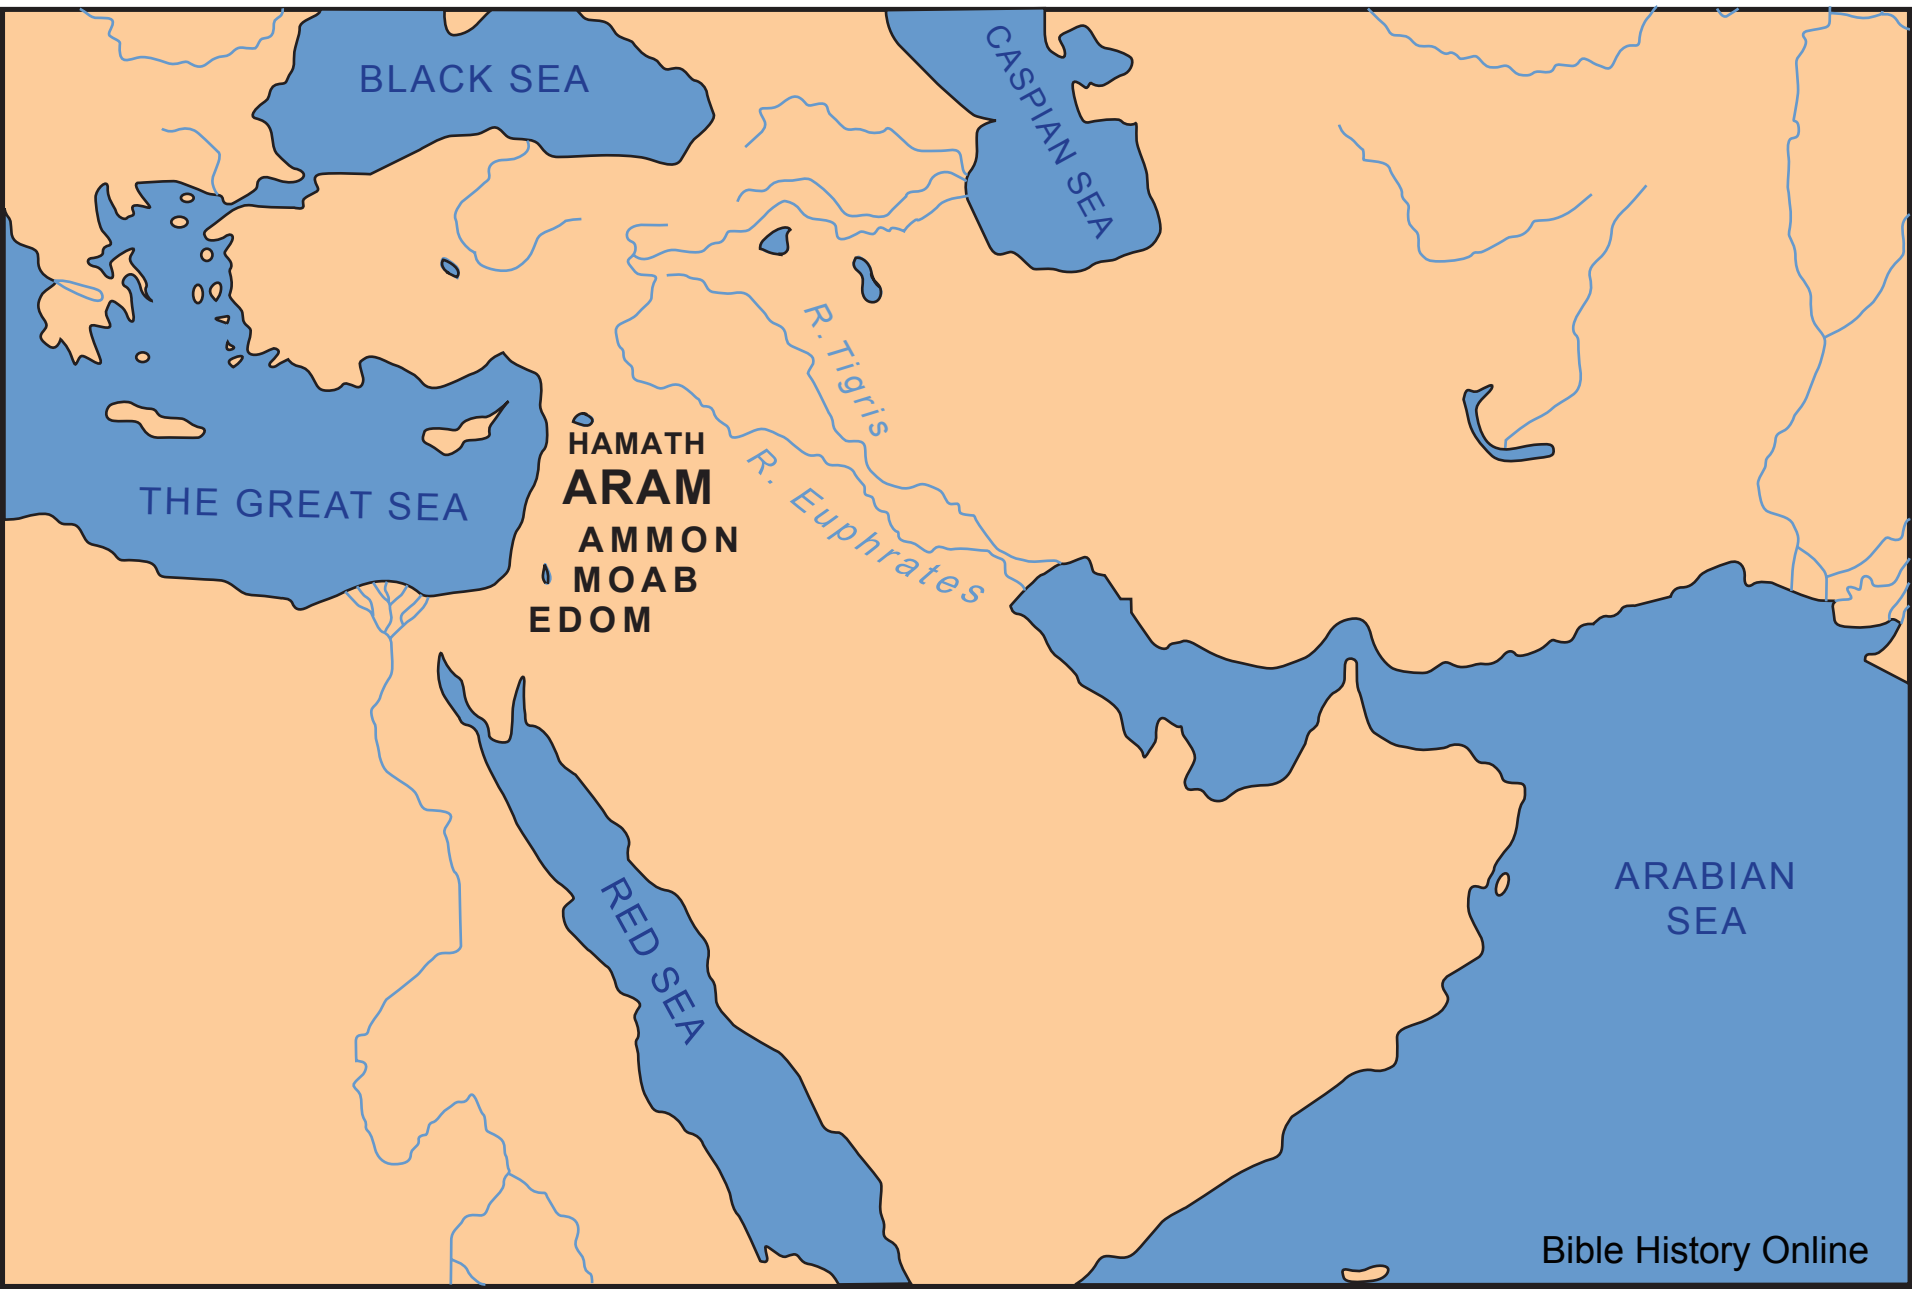 BLACK SEA
CASPIAN SEA
R. Tigris
HAMATH
ARAM
THE GREAT SEA
R. Euphrates
AMMON
MOAB
EDOM
RED SEA
ARABIAN
SEA
Bible History Online